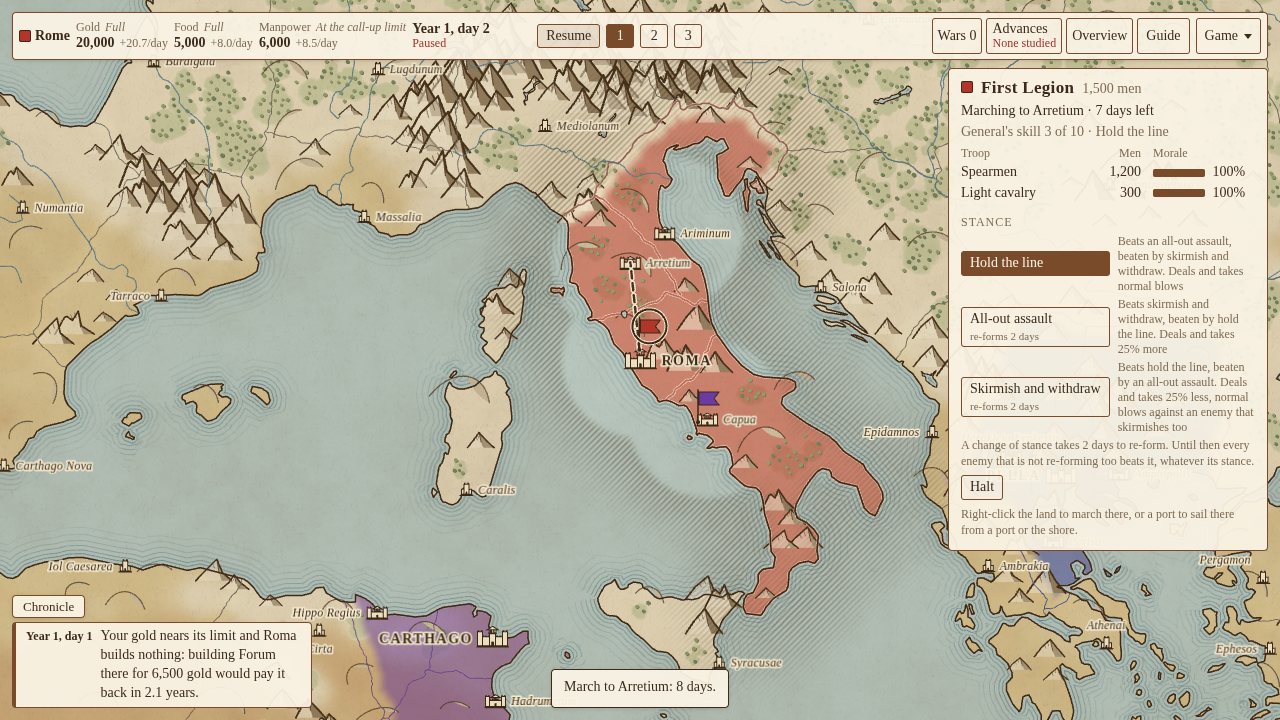 Rome
Gold Full
20,000 +20.7/day
Food Full
5,000 +8.0/day
Manpower At the call-up limit
6,000 +8.5/day
Year 1, day 2
Paused
Resume
1
2
3
Wars 0
Advances
None studied
Overview
Guide
Game
Burdigala
Lugdunum
Mediolanum
Numantia
Massalia
Ariminum
Arretium
Salona
Tarraco
ROMA
Capua
Epidamnos
Carthago Nova
Caralis
Iol Caesarea
Ambrakia
Pergamon
Hippo Regius
Cirta
CARTHAGO
Athenai
Ephesos
Syracusae
Hadrum
First Legion 1,500 men
Marching to Arretium · 7 days left
General's skill 3 of 10 · Hold the line
Troop Men Morale
Spearmen 1,200 100%
Light cavalry 300 100%
STANCE
Hold the line
Beats an all-out assault,
beaten by skirmish and
withdraw. Deals and takes
normal blows
All-out assault
re-forms 2 days
Beats skirmish and
withdraw, beaten by hold
the line. Deals and takes
25% more
Skirmish and withdraw
re-forms 2 days
Beats hold the line, beaten
by an all-out assault. Deals
and takes 25% less, normal
blows against an enemy that
skirmishes too
A change of stance takes 2 days to re-form. Until then every
enemy that is not re-forming too beats it, whatever its stance.
Halt
Right-click the land to march there, or a port to sail there
from a port or the shore.
Chronicle
Year 1, day 1 Your gold nears its limit and Roma
builds nothing: building Forum
there for 6,500 gold would pay it
back in 2.1 years.
March to Arretium: 8 days.